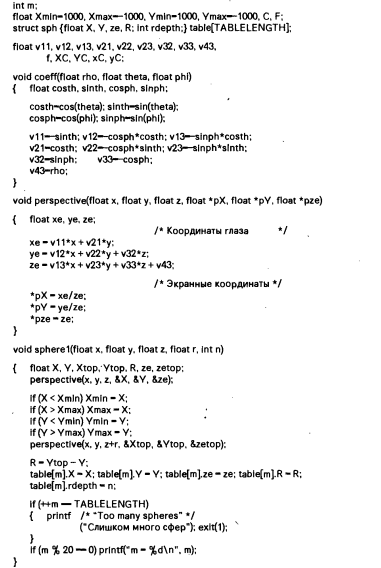 int m;
float Xmin=1000, Xmax=-1000, Ymin=1000, Ymax=-1000, C, F;
struct sph {float X, Y, ze, R; int rdepth;} table[TABLELENGTH];
float v11, v12, v13, v21, v22, v23, v32, v33, v43,
f, XC, YC, xC, yC;
void coeff(float rho, float theta, float phi)
{ float costh, sinth, cosph, sinph;
costh=cos(theta); sinth=sin(theta);
cosph=cos(phi); sinph=sin(phi);
v11=-sinth; v12=-cosph*costh; v13=-sinph*costh;
v21=costh; v22=-cosph*sinth; v23=-sinph*sinth;
v32=sinph; v33=-cosph;
v43=rho;
}
void perspective(float x, float y, float z, float *pX, float *pY, float *pze)
{ float xe, ye, ze;
/* Координаты глаза */
xe = v11*x + v21*y;
ye = v12*x + v22*y + v32*z;
ze = v13*x + v23*y + v33*z + v43;
/* Экранные координаты */
*pX = xe/ze;
*pY = ye/ze;
*pze = ze;
}
void sphere1(float x, float y, float z, float r, int n)
{ float X, Y, Xtop, Ytop, R, ze, zetop;
perspective(x, y, z, &X, &Y, &ze);
if (X < Xmin) Xmin = X;
if (X > Xmax) Xmax = X;
if (Y < Ymin) Ymin = Y;
if (Y > Ymax) Ymax = Y;
perspective(x, y, z+r, &Xtop, &Ytop, &zetop);
R = Ytop - Y;
table[m].X = X; table[m].Y = Y; table[m].ze = ze; table[m].R = R;
table[m].rdepth = n;
if (++m == TABLELENGTH)
{ printf /* "Too many spheres" */
("Слишком много сфер"); exit(1);
}
if (m % 20 == 0) printf("m = %d\n", m);
}